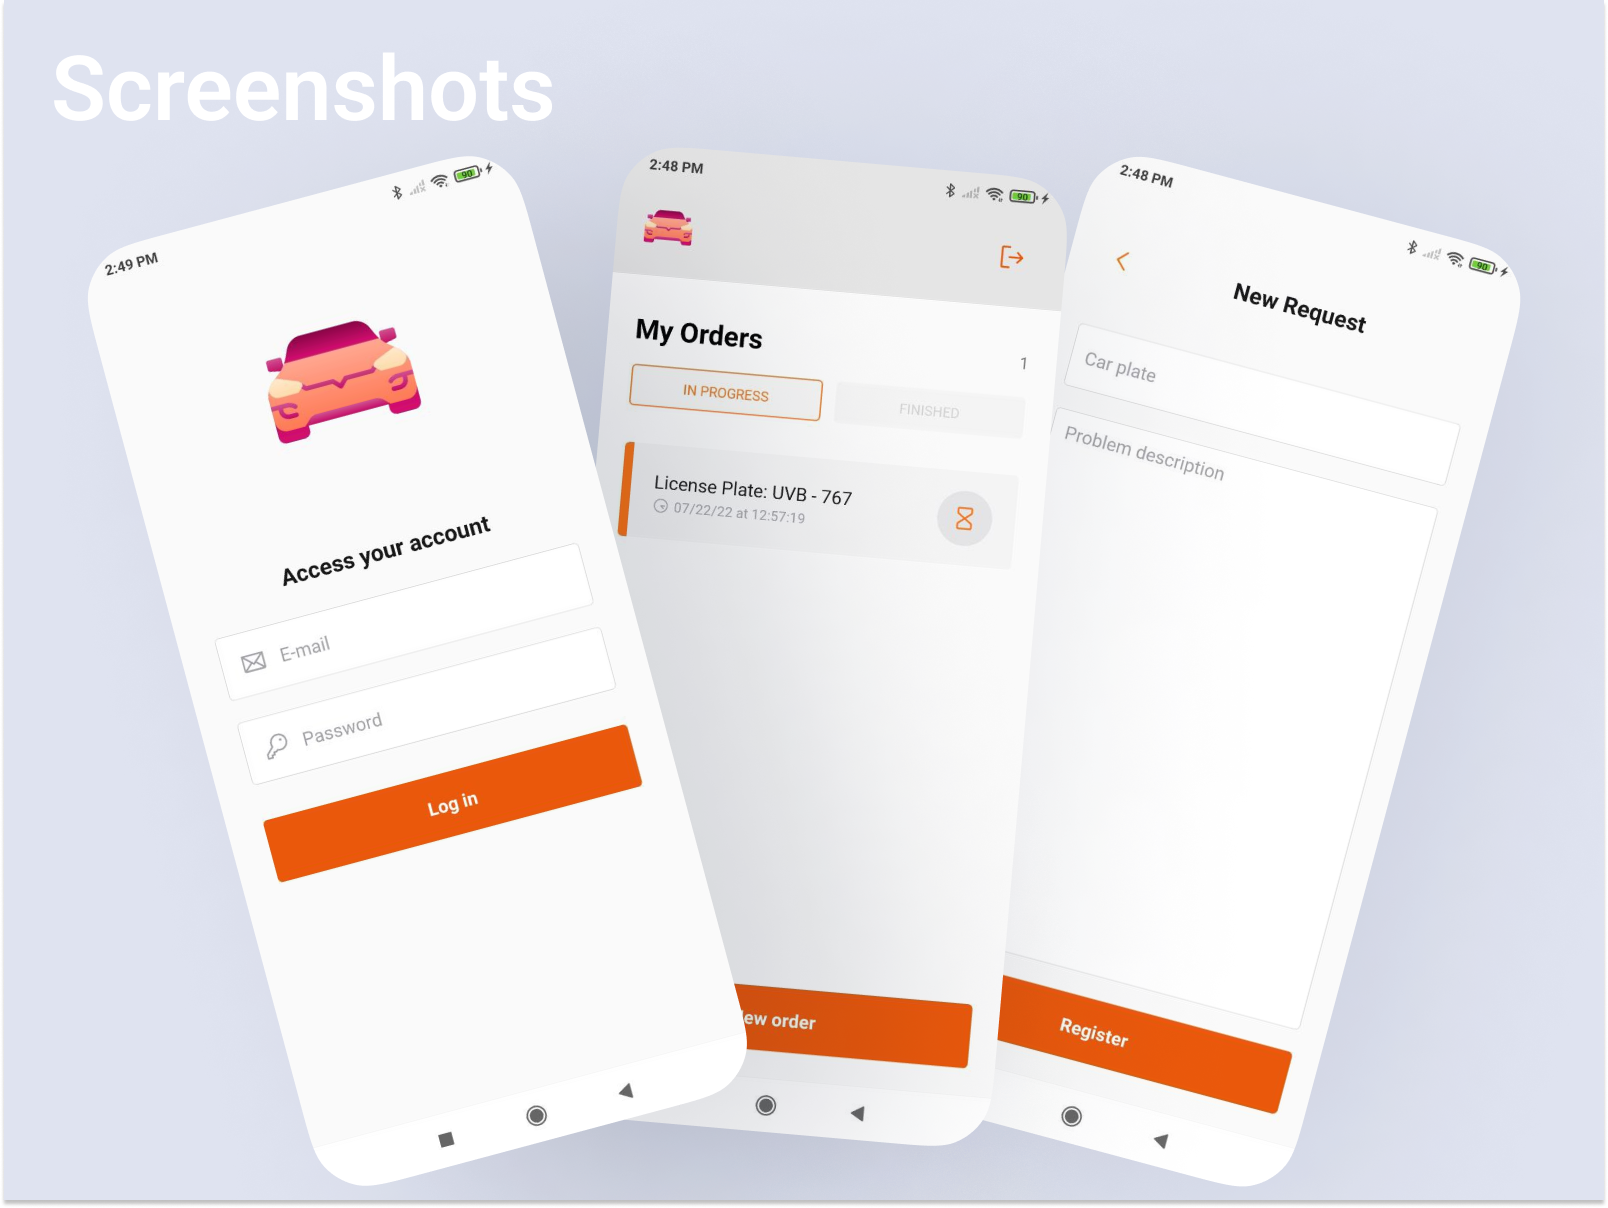 Screenshots
2:49 PM
90
Access your account
E-mail
Password
Log in
2:48 PM
90
My Orders
1
IN PROGRESS
FINISHED
License Plate: UVB - 767
07/22/22 at 12:57:19
ew order
2:48 PM
90
New Request
Car plate
Problem description
Register